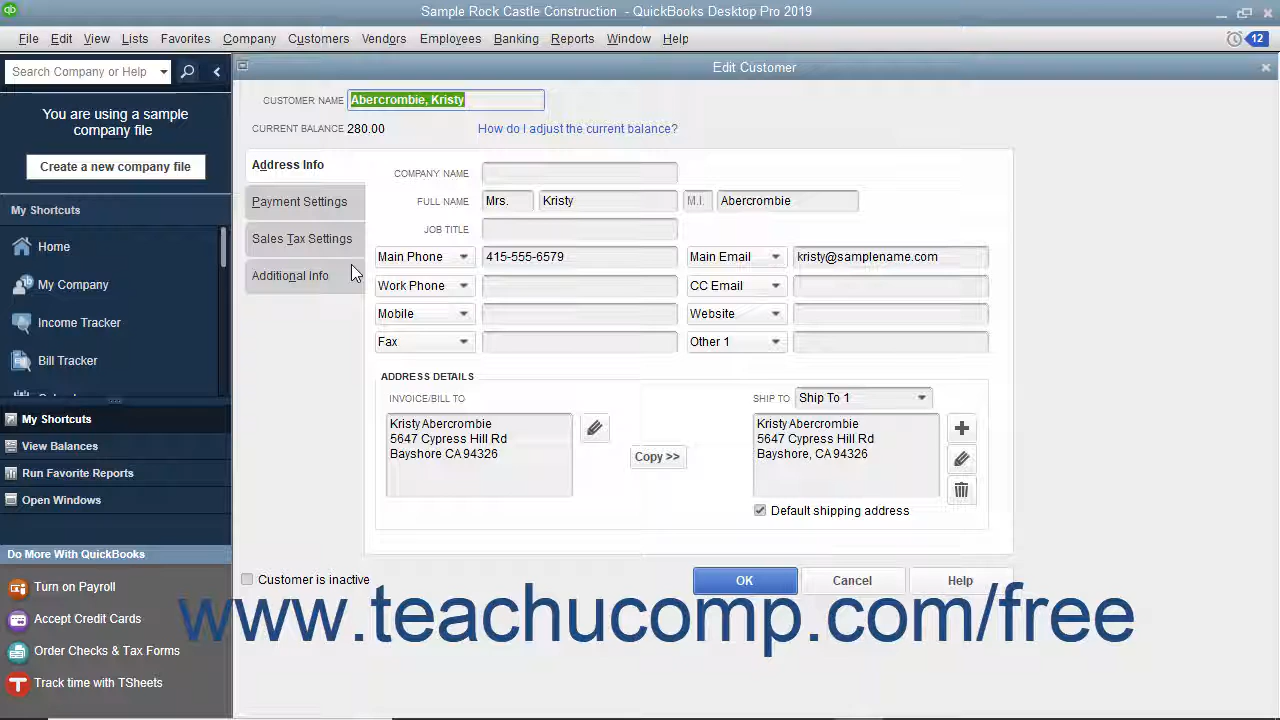 Sample Rock Castle Construction - QuickBooks Desktop Pro 2019
File Edit View Lists Favorites Company Customers Vendors Employees Banking Reports Window Help 12
Search Company or Help
Edit Customer
You are using a sample
company file
Create a new company file
My Shortcuts
Home
My Company
Income Tracker
Bill Tracker
My Shortcuts
View Balances
Run Favorite Reports
Open Windows
Do More With QuickBooks
Turn on Payroll
Accept Credit Cards
Order Checks & Tax Forms
Track time with TSheets
CUSTOMER NAME Abercrombie, Kristy
CURRENT BALANCE 280.00 How do I adjust the current balance?
Address Info
Payment Settings
Sales Tax Settings
Additional Info
COMPANY NAME
FULL NAME Mrs. Kristy M.I. Abercrombie
JOB TITLE
Main Phone 415-555-6579 Main Email kristy@samplename.com
Work Phone CC Email
Mobile Website
Fax Other 1
ADDRESS DETAILS
INVOICE/BILL TO
Kristy Abercrombie
5647 Cypress Hill Rd
Bayshore CA 94326
Copy >>
SHIP TO Ship To 1
Kristy Abercrombie
5647 Cypress Hill Rd
Bayshore, CA 94326
Default shipping address
Customer is inactive
OK Cancel Help
www.teachucomp.com/free